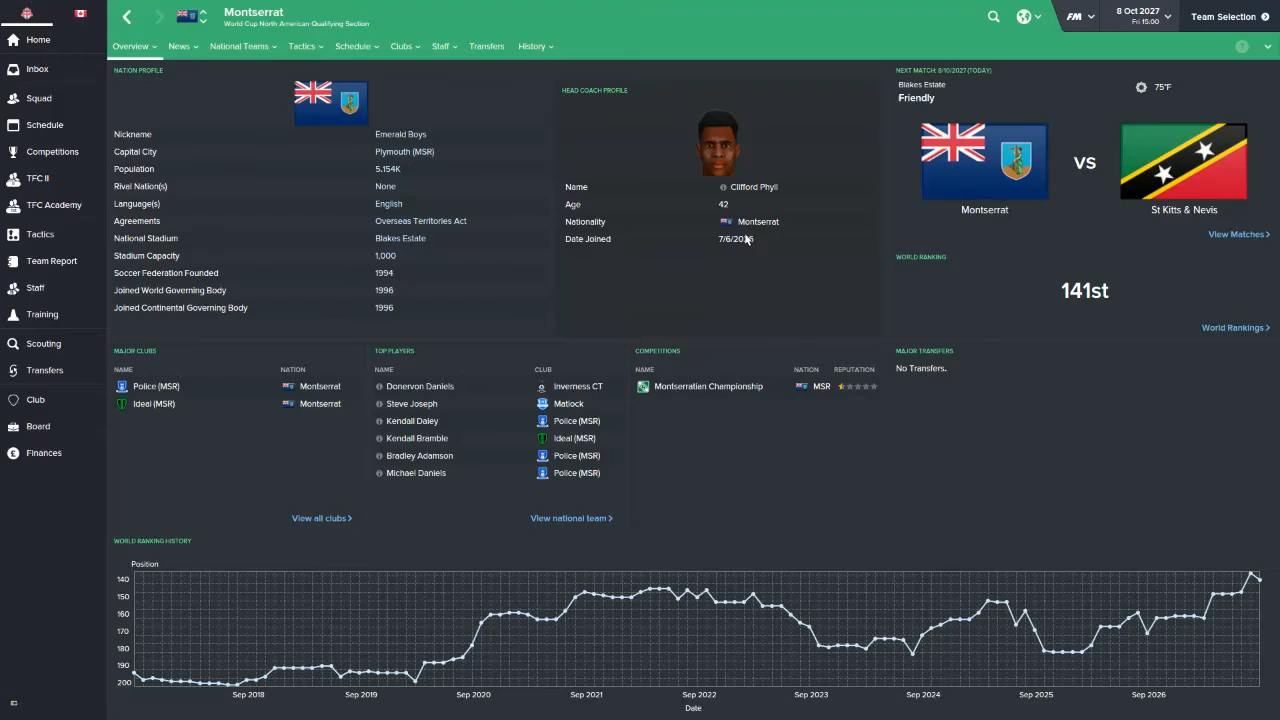 Montserrat
World Cup North American Qualifying Section
FM
8 Oct 2027
Fri 15:00
Team Selection
Home
Inbox
Squad
Schedule
Competitions
TFC II
TFC Academy
Tactics
Team Report
Staff
Training
Scouting
Transfers
Club
Board
Finances
Overview
News
National Teams
Tactics
Schedule
Clubs
Staff
Transfers
History
?
NATION PROFILE
Nickname Emerald Boys
Capital City Plymouth (MSR)
Population 5.154K
Rival Nation(s) None
Language(s) English
Agreements Overseas Territories Act
National Stadium Blakes Estate
Stadium Capacity 1,000
Soccer Federation Founded 1994
Joined World Governing Body 1996
Joined Continental Governing Body 1996
HEAD COACH PROFILE
Name Clifford Phyll
Age 42
Nationality Montserrat
Date Joined
NEXT MATCH: 8/10/2027 (TODAY)
Blakes Estate
Friendly
75°F
VS
Montserrat
St Kitts & Nevis
View Matches >
WORLD RANKING
141st
World Rankings >
MAJOR CLUBS
NAME NATION
Police (MSR) Montserrat
Ideal (MSR) Montserrat
View all clubs >
TOP PLAYERS
NAME CLUB
Donervon Daniels Inverness CT
Steve Joseph Matlock
Kendall Daley Police (MSR)
Kendall Bramble Ideal (MSR)
Bradley Adamson Police (MSR)
Michael Daniels Police (MSR)
View national team >
COMPETITIONS
NAME NATION REPUTATION
Montserratian Championship MSR
MAJOR TRANSFERS
No Transfers.
WORLD RANKING HISTORY
Position
140
150
160
170
180
190
200
Sep 2018 Sep 2019 Sep 2020 Sep 2021 Sep 2022 Sep 2023 Sep 2024 Sep 2025 Sep 2026
Date